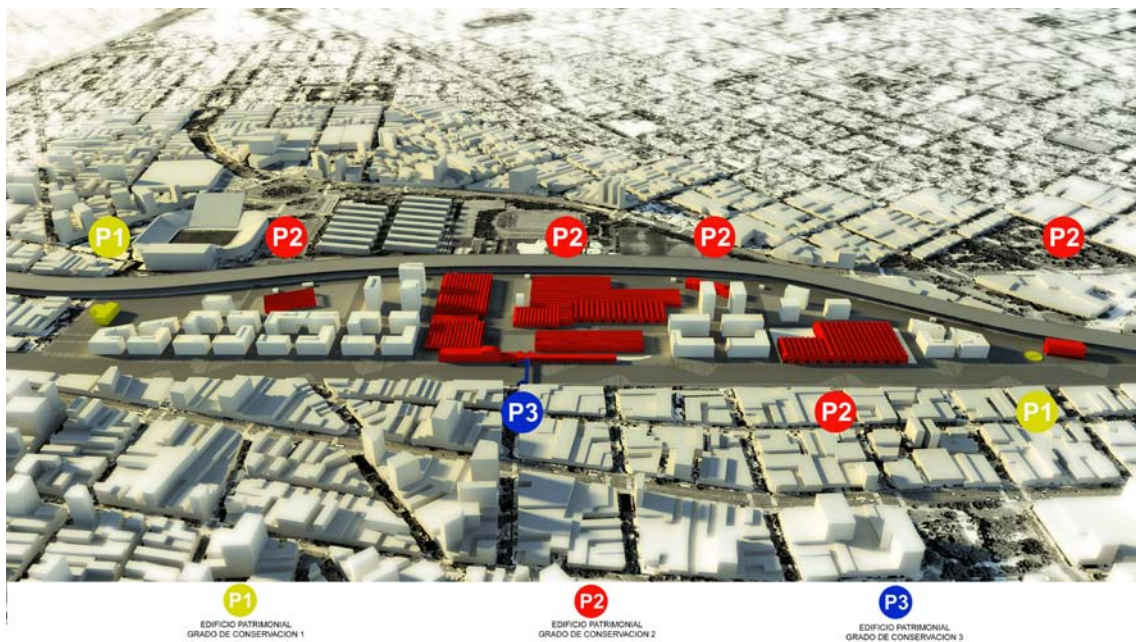 P1
P2
P2
P2
P2
P3
P2
P1
P1
EDIFICIO PATRIMONIAL
GRADO DE CONSERVACION 1
P2
EDIFICIO PATRIMONIAL
GRADO DE CONSERVACION 2
P3
EDIFICIO PATRIMONIAL
GRADO DE CONSERVACION 3